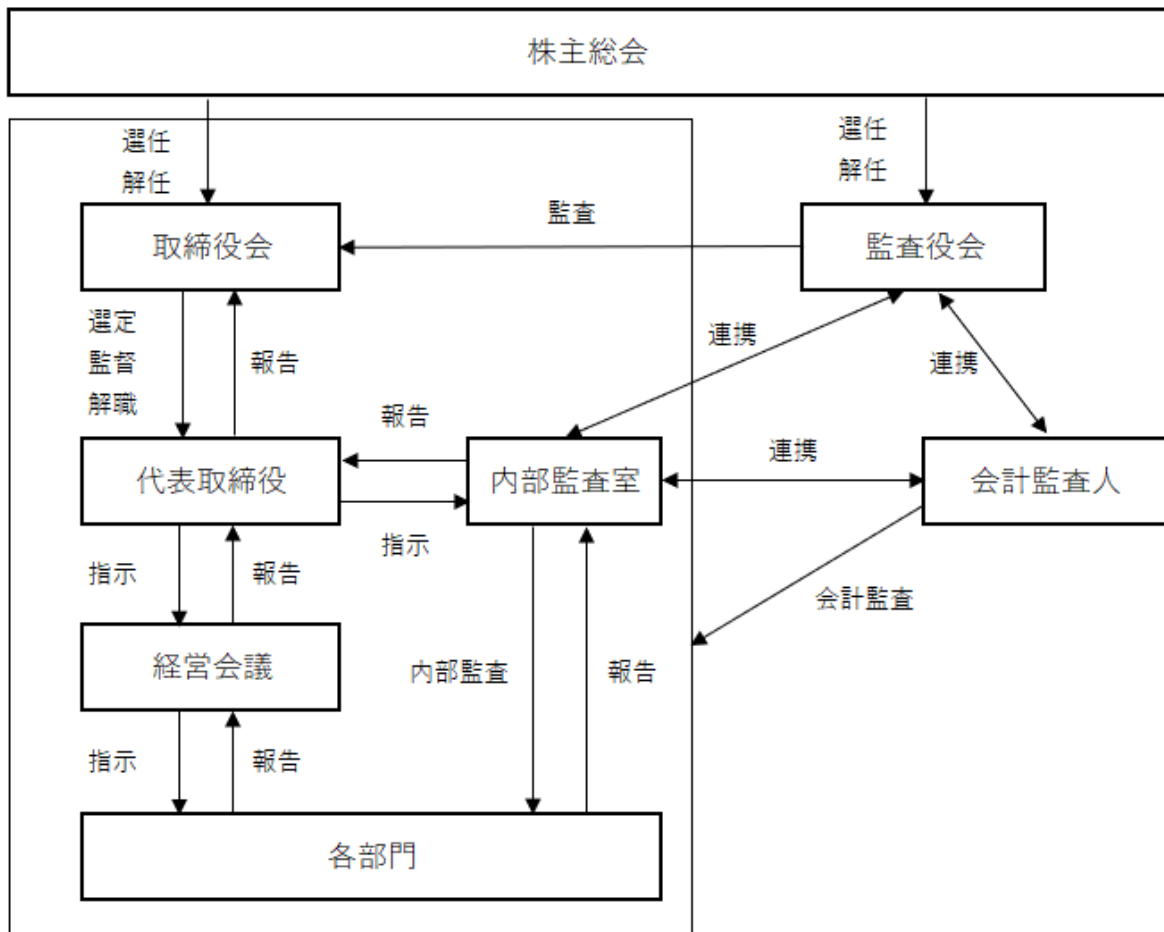 株主総会
選任
解任
選任
解任
取締役会
監査
監査役会
選定
監督
解職
報告
連携
連携
報告
代表取締役
内部監査室
連携
会計監査人
指示
指示
報告
会計監査
経営会議
内部監査
報告
指示
報告
各部門